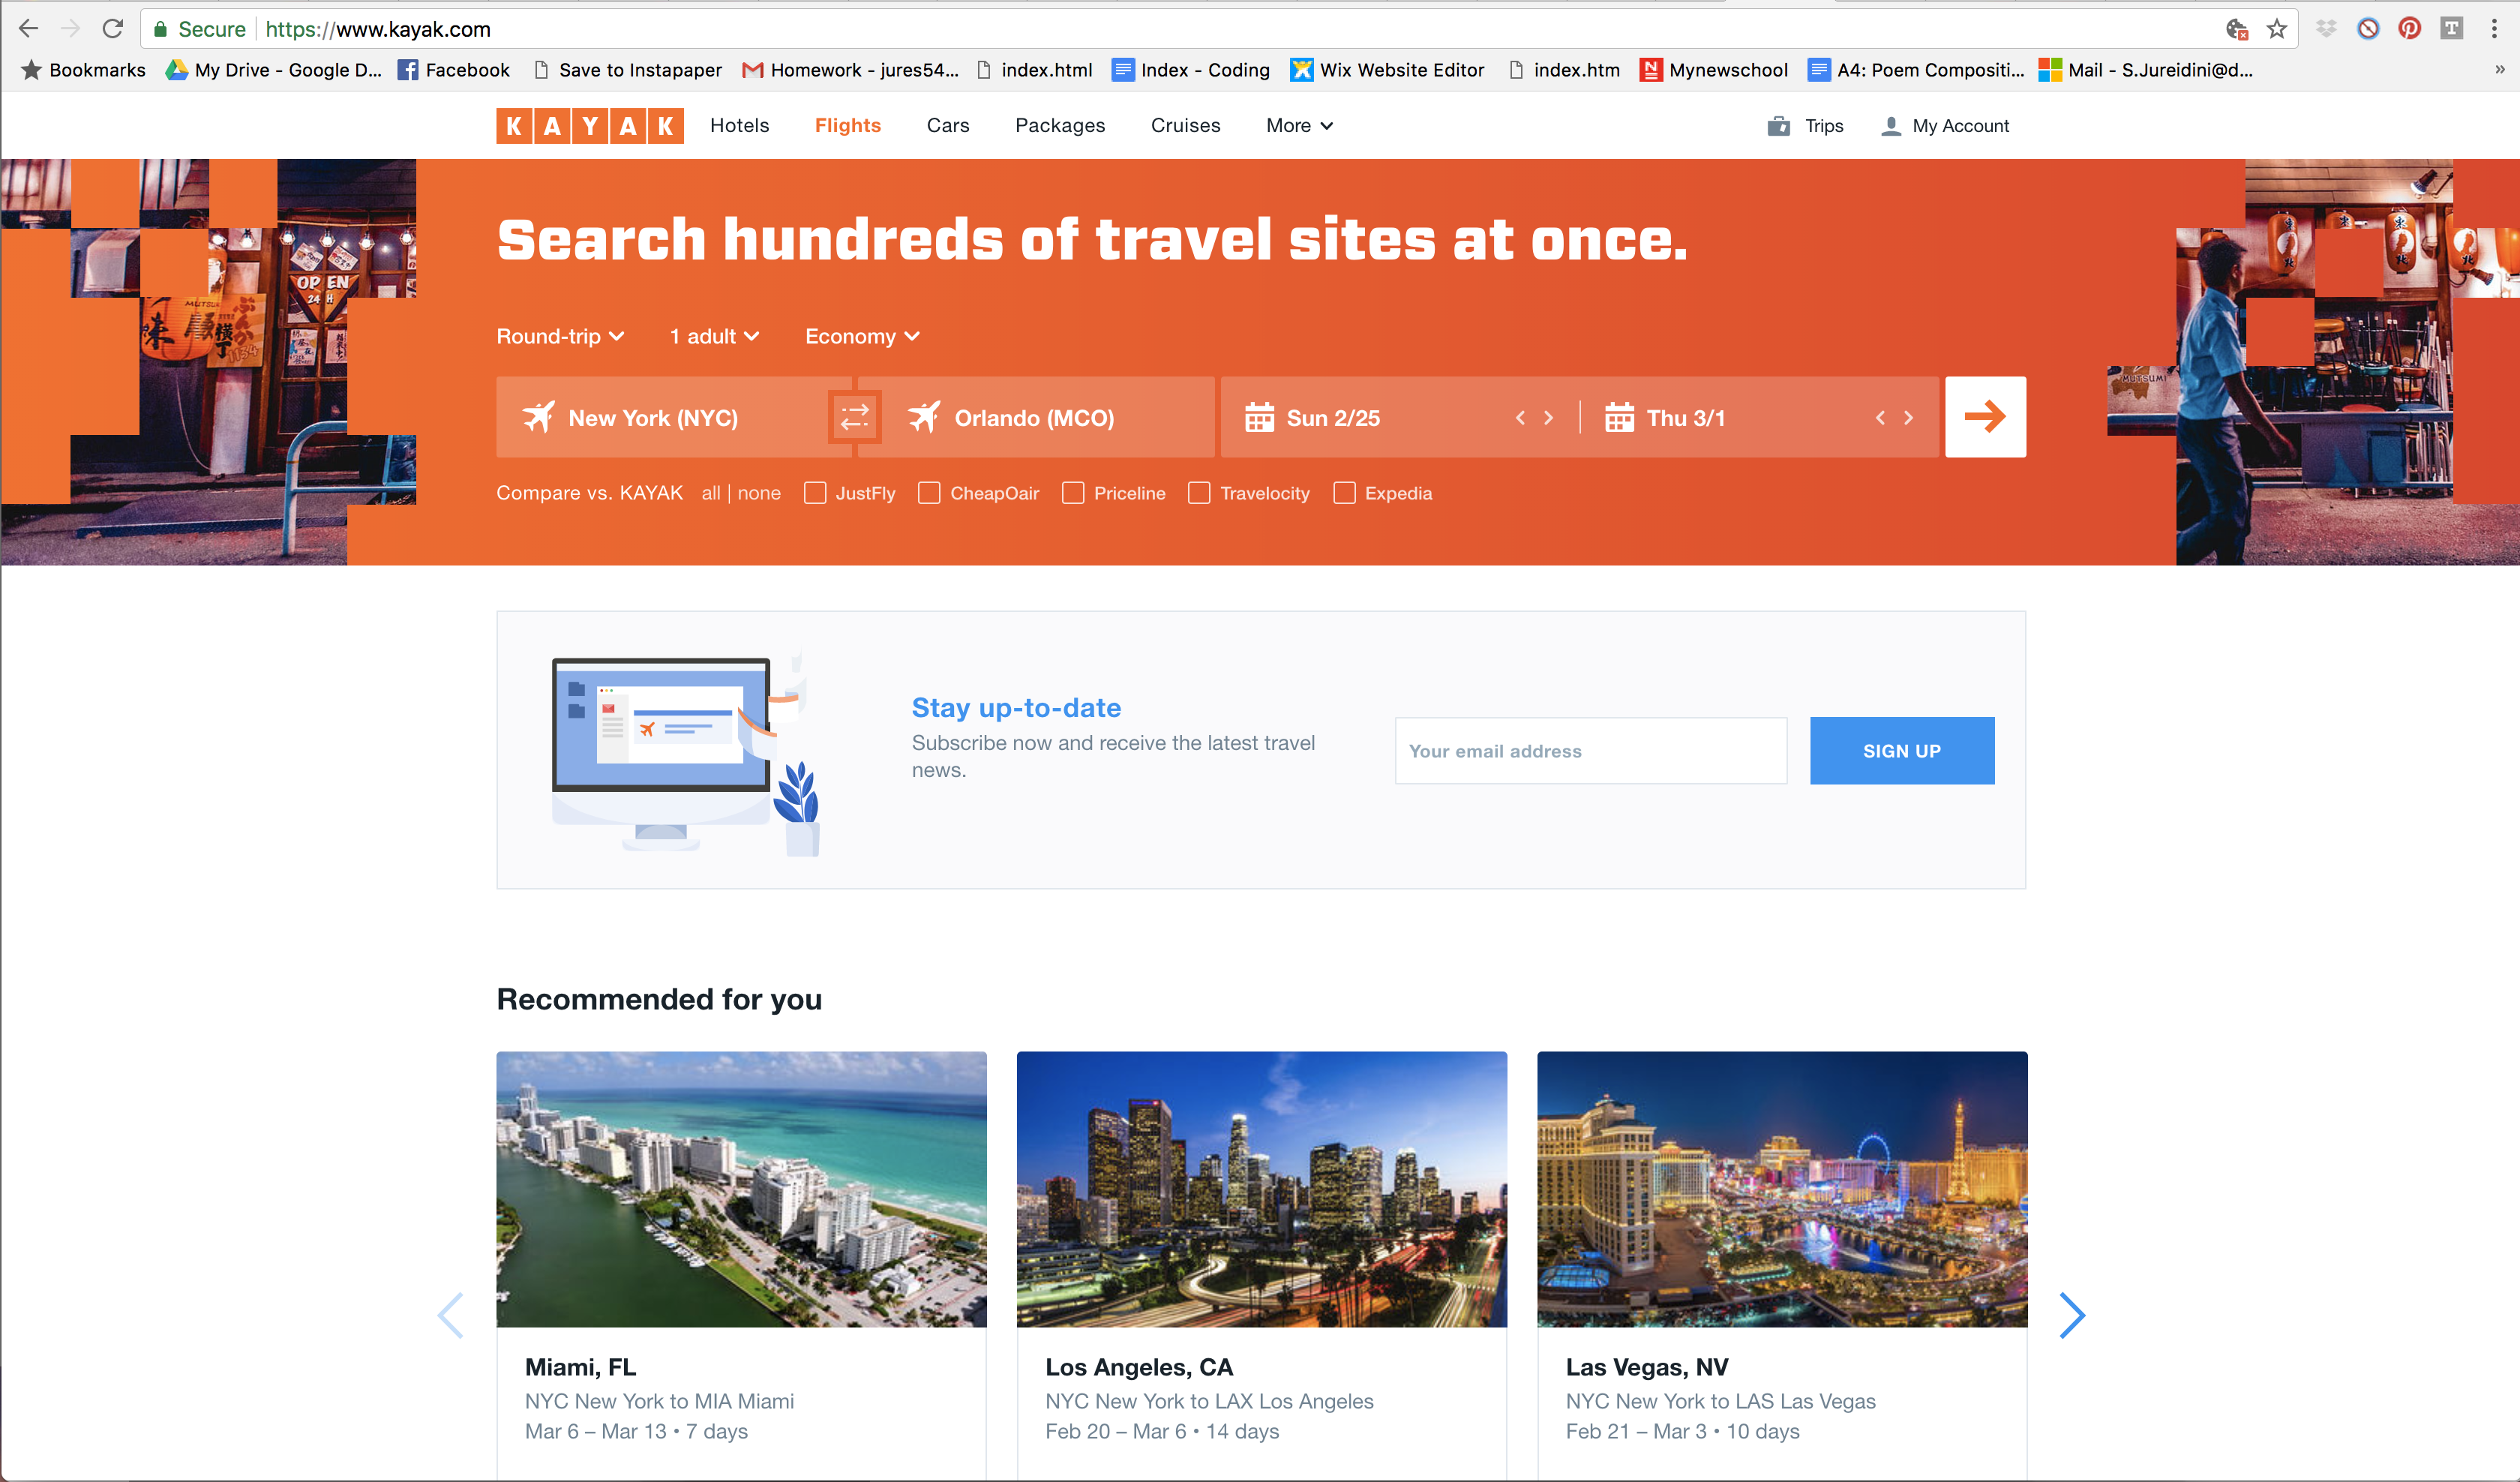 Secure https://www.kayak.com
Bookmarks My Drive - Google D... Facebook Save to Instapaper Homework - jures54... index.html Index - Coding Wix Website Editor index.htm Mynewschool A4: Poem Compositi... Mail - S.Jureidini@d... »
KAYAK Hotels Flights Cars Packages Cruises More Trips My Account
Search hundreds of travel sites at once.
OPEN
24 H
MUTSUMI
Round-trip 1 adult Economy
New York (NYC) Orlando (MCO) Sun 2/25 Thu 3/1
Compare vs. KAYAK all | none JustFly CheapOair Priceline Travelocity Expedia
Stay up-to-date
Subscribe now and receive the latest travel
news.
Your email address
SIGN UP
Recommended for you
Miami, FL
NYC New York to MIA Miami
Mar 6 – Mar 13 • 7 days
Los Angeles, CA
NYC New York to LAX Los Angeles
Feb 20 – Mar 6 • 14 days
Las Vegas, NV
NYC New York to LAS Las Vegas
Feb 21 – Mar 3 • 10 days